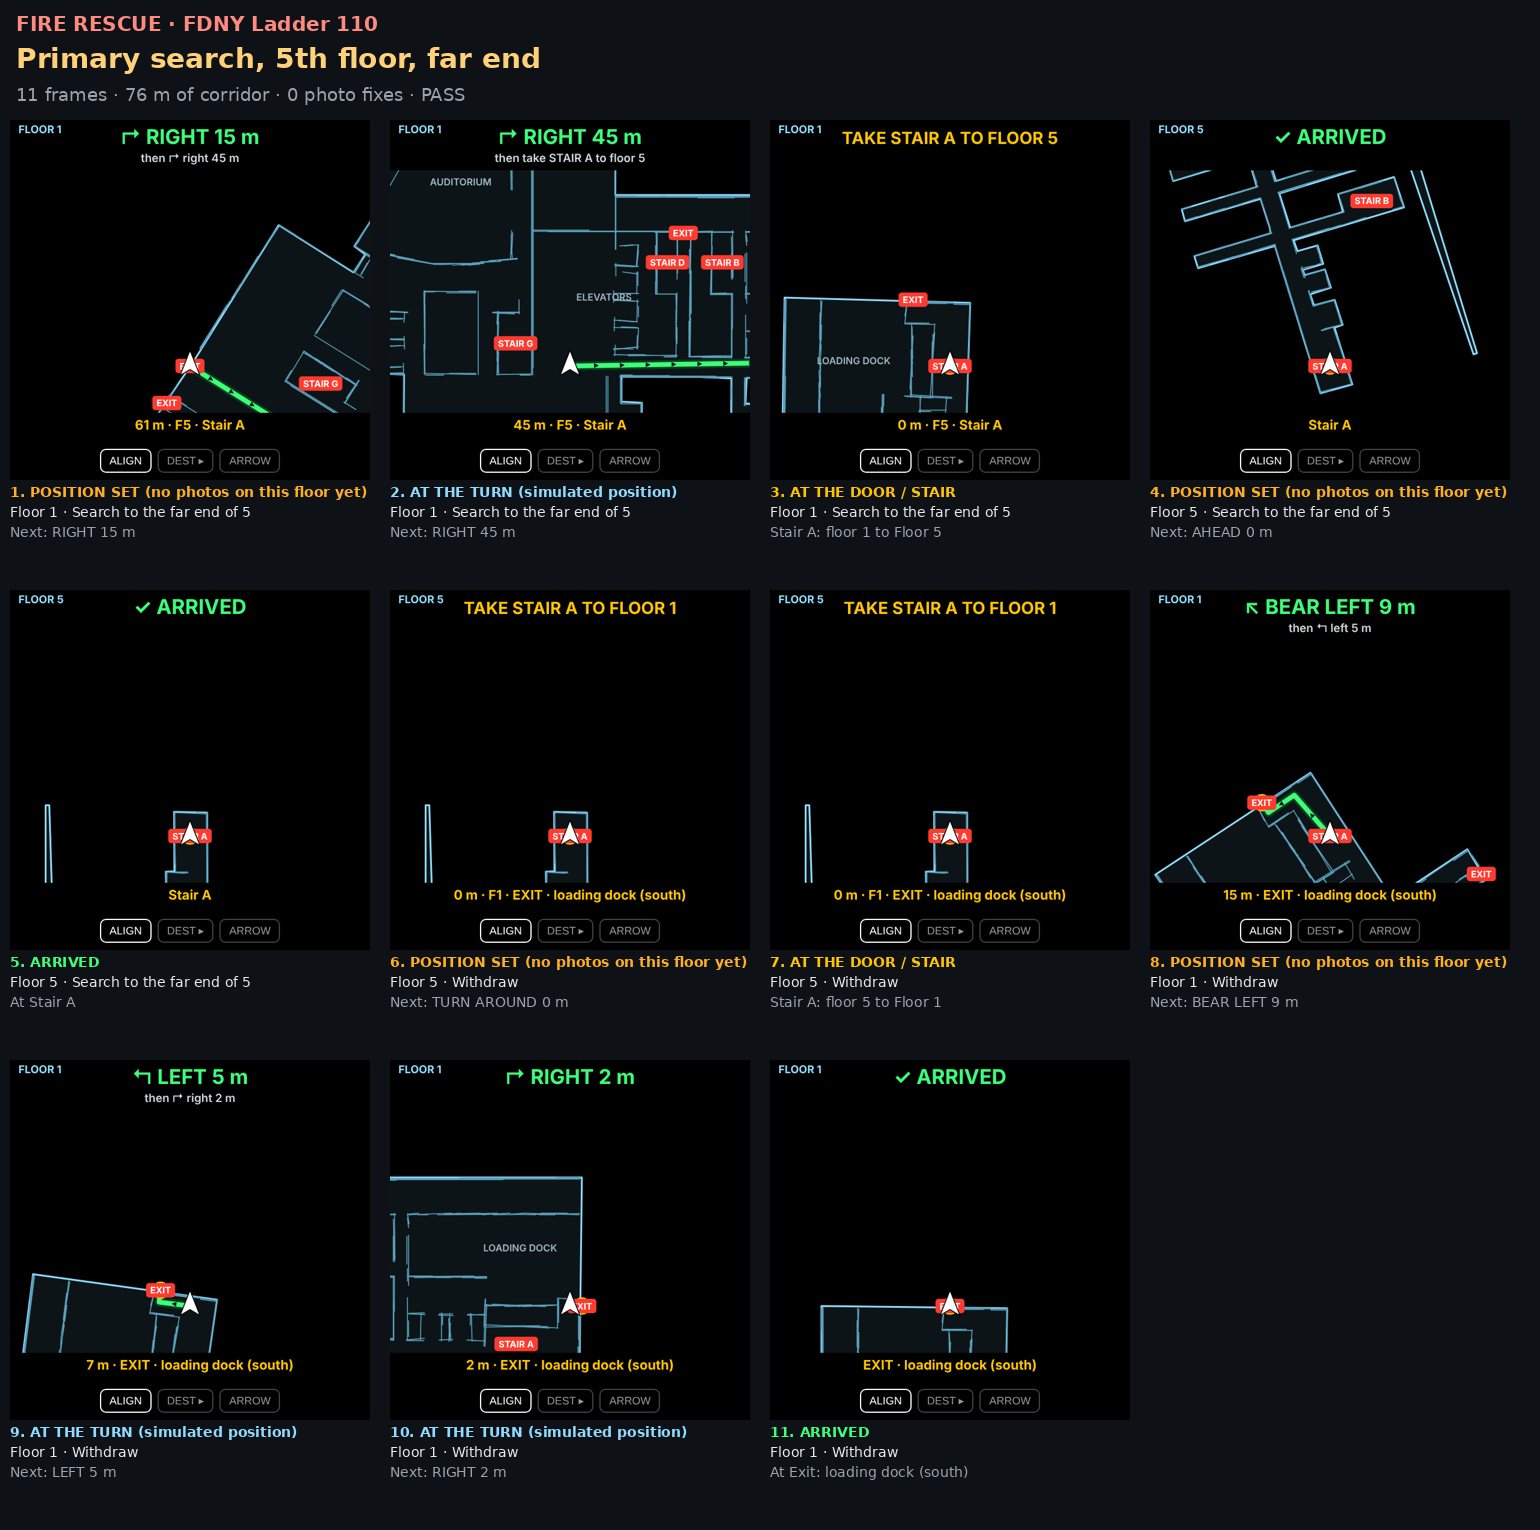 FIRE RESCUE · FDNY Ladder 110
Primary search, 5th floor, far end
11 frames · 76 m of corridor · 0 photo fixes · PASS
FLOOR 1
RIGHT 15 m
then right 45 m
EXIT
STAIR G
EXIT
61 m · F5 · Stair A
ALIGN DEST ▸ ARROW
1. POSITION SET (no photos on this floor yet)
Floor 1 · Search to the far end of 5
Next: RIGHT 15 m
FLOOR 1
RIGHT 45 m
then take STAIR A to floor 5
AUDITORIUM
EXIT
STAIR D
STAIR B
ELEVATORS
STAIR G
45 m · F5 · Stair A
ALIGN DEST ▸ ARROW
2. AT THE TURN (simulated position)
Floor 1 · Search to the far end of 5
Next: RIGHT 45 m
FLOOR 1
TAKE STAIR A TO FLOOR 5
EXIT
LOADING DOCK
STAIR A
0 m · F5 · Stair A
ALIGN DEST ▸ ARROW
3. AT THE DOOR / STAIR
Floor 1 · Search to the far end of 5
Stair A: floor 1 to Floor 5
FLOOR 5
✓ ARRIVED
STAIR B
STAIR A
Stair A
ALIGN DEST ▸ ARROW
4. POSITION SET (no photos on this floor yet)
Floor 5 · Search to the far end of 5
Next: AHEAD 0 m
FLOOR 5
✓ ARRIVED
STAIR A
Stair A
ALIGN DEST ▸ ARROW
5. ARRIVED
Floor 5 · Search to the far end of 5
At Stair A
FLOOR 5
TAKE STAIR A TO FLOOR 1
STAIR A
0 m · F1 · EXIT · loading dock (south)
ALIGN DEST ▸ ARROW
6. POSITION SET (no photos on this floor yet)
Floor 5 · Withdraw
Next: TURN AROUND 0 m
FLOOR 5
TAKE STAIR A TO FLOOR 1
STAIR A
0 m · F1 · EXIT · loading dock (south)
ALIGN DEST ▸ ARROW
7. AT THE DOOR / STAIR
Floor 5 · Withdraw
Stair A: floor 5 to Floor 1
FLOOR 1
BEAR LEFT 9 m
then left 5 m
EXIT
STAIR A
EXIT
15 m · EXIT · loading dock (south)
ALIGN DEST ▸ ARROW
8. POSITION SET (no photos on this floor yet)
Floor 1 · Withdraw
Next: BEAR LEFT 9 m
FLOOR 1
LEFT 5 m
then right 2 m
EXIT
7 m · EXIT · loading dock (south)
ALIGN DEST ▸ ARROW
9. AT THE TURN (simulated position)
Floor 1 · Withdraw
Next: LEFT 5 m
FLOOR 1
RIGHT 2 m
LOADING DOCK
EXIT
STAIR A
2 m · EXIT · loading dock (south)
ALIGN DEST ▸ ARROW
10. AT THE TURN (simulated position)
Floor 1 · Withdraw
Next: RIGHT 2 m
FLOOR 1
✓ ARRIVED
EXIT
EXIT · loading dock (south)
ALIGN DEST ▸ ARROW
11. ARRIVED
Floor 1 · Withdraw
At Exit: loading dock (south)